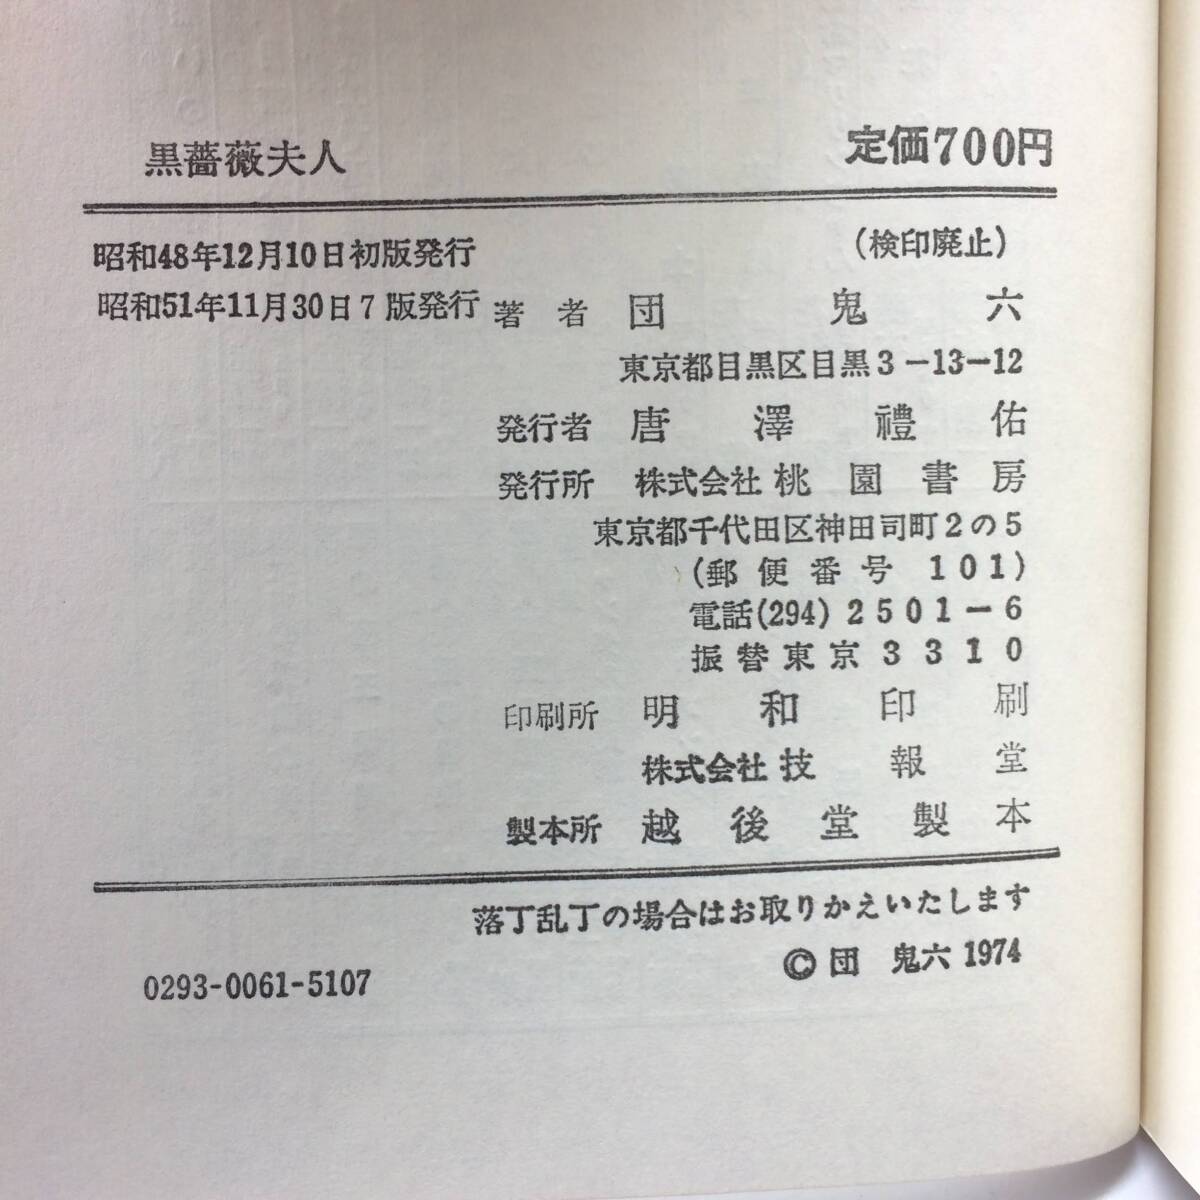 黒薔薇夫人
定価700円
昭和48年12月10日初版発行
(検印廃止)
昭和51年11月30日7版発行
著者 団鬼六
東京都目黒区目黒3-13-12
発行者 唐澤禮佑
発行所 株式会社桃園書房
東京都千代田区神田司町2の5
(郵便番号 101)
電話(294)2501-6
振替東京3310
印刷所 明和印刷
株式会社技報堂
製本所 越後堂製本
落丁乱丁の場合はお取りかえいたします
©団 鬼六 1974
0293-0061-5107